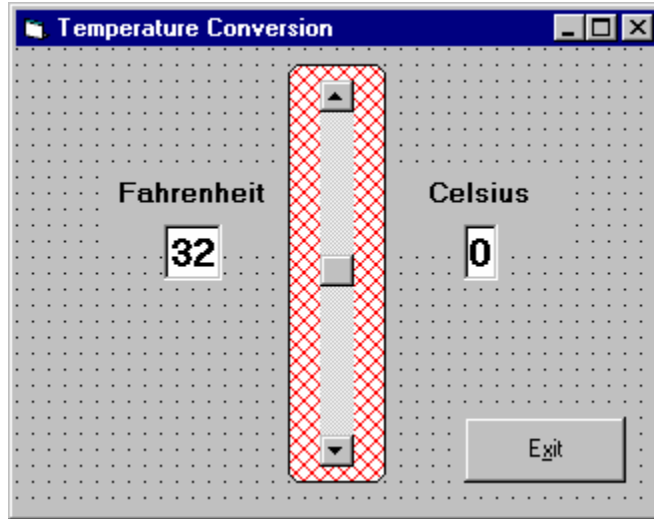 Temperature Conversion
Fahrenheit
Celsius
32
0
Exit